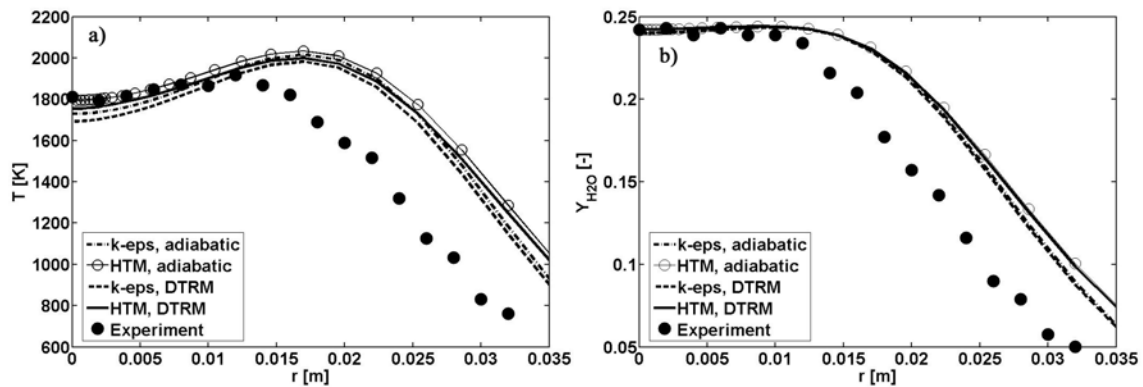 a)
2200
2000
1800
1600
1400
1200
1000
800
600
T [K]
k-eps, adiabatic
HTM, adiabatic
k-eps, DTRM
HTM, DTRM
Experiment
0 0.005 0.01 0.015 0.02 0.025 0.03 0.035
r [m]
b)
0.25
0.2
0.15
0.1
0.05
Y_H2O [-]
k-eps, adiabatic
HTM, adiabatic
k-eps, DTRM
HTM, DTRM
Experiment
0 0.005 0.01 0.015 0.02 0.025 0.03 0.035
r [m]